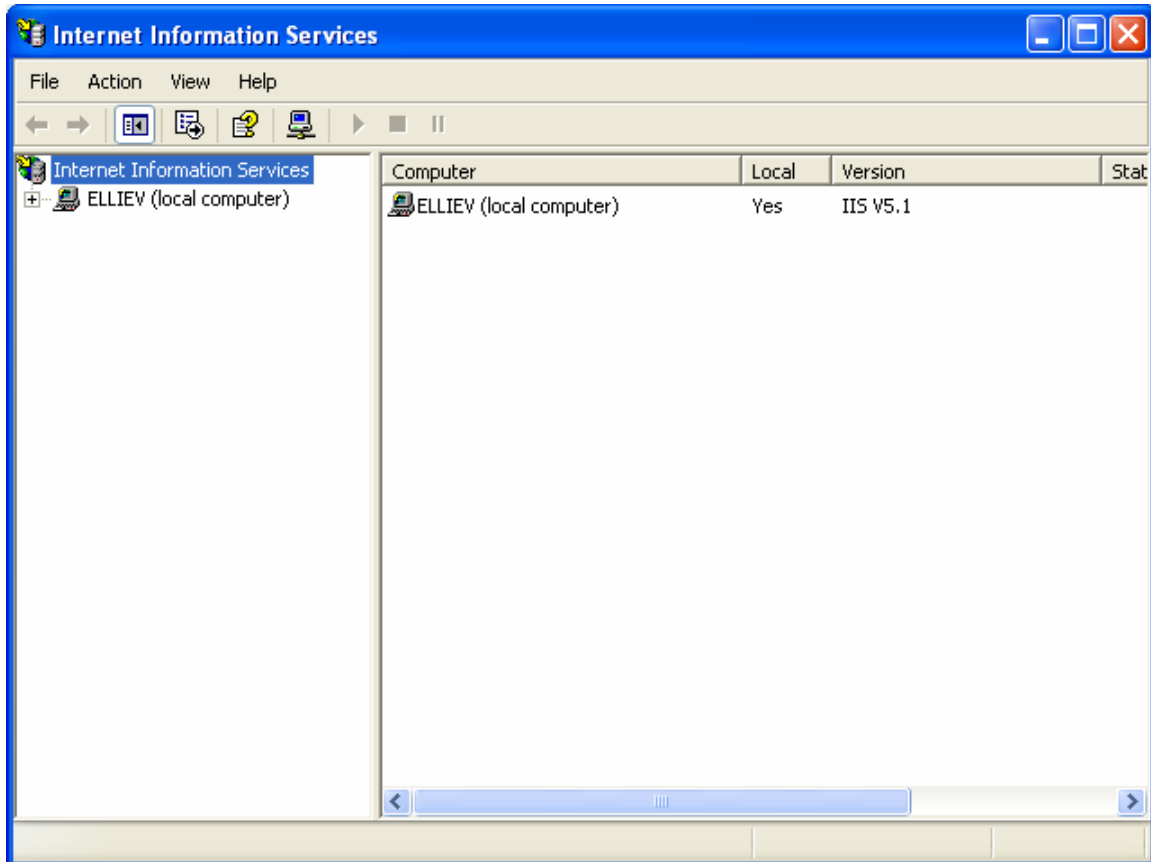 Internet Information Services
File Action View Help
Internet Information Services
ELLIEV (local computer)
Computer Local Version Stat
ELLIEV (local computer) Yes IIS V5.1